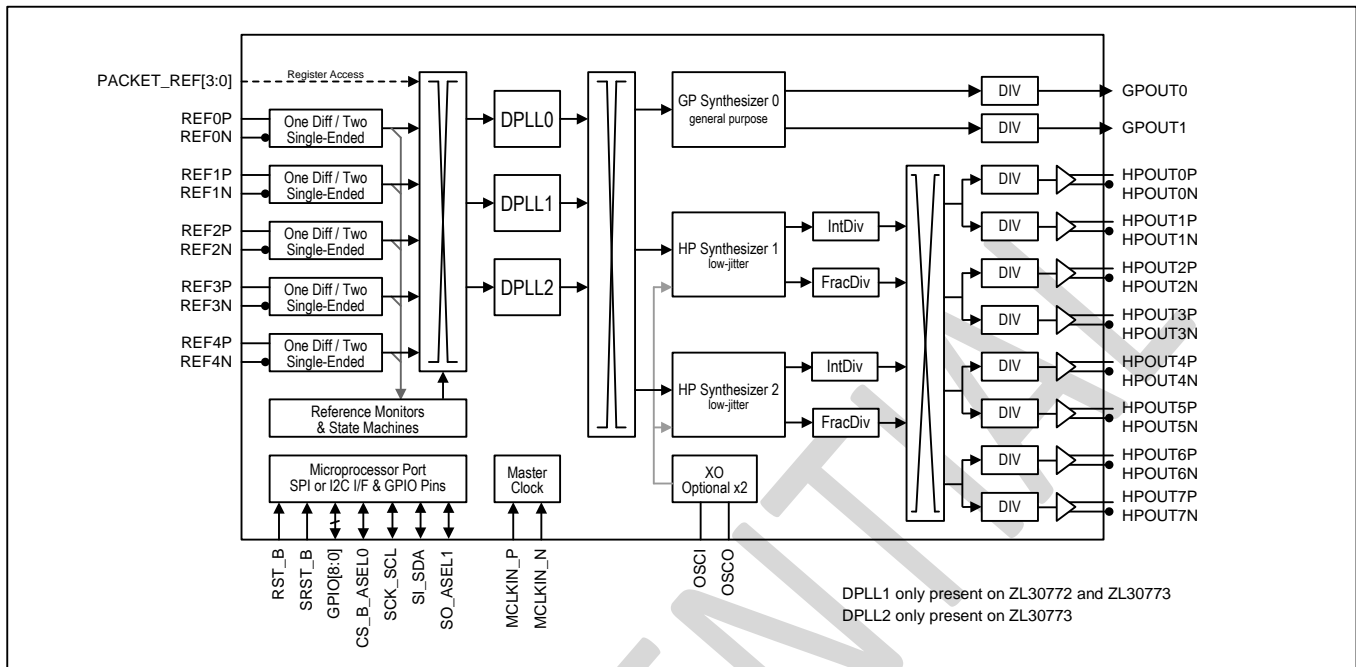 PACKET_REF[3:0]
Register Access
REF0P
REF0N
One Diff / Two
Single-Ended
REF1P
REF1N
One Diff / Two
Single-Ended
REF2P
REF2N
One Diff / Two
Single-Ended
REF3P
REF3N
One Diff / Two
Single-Ended
REF4P
REF4N
One Diff / Two
Single-Ended
Reference Monitors
& State Machines
Microprocessor Port
SPI or I2C I/F & GPIO Pins
RST_B
SRST_B
GPIO[8:0]
CS_B_ASEL0
SCK_SCL
SI_SDA
SO_ASEL1
DPLL0
DPLL1
DPLL2
Master
Clock
MCLKIN_P
MCLKIN_N
GP Synthesizer 0
general purpose
HP Synthesizer 1
low-jitter
HP Synthesizer 2
low-jitter
XO
Optional x2
OSCI
OSCO
IntDiv
FracDiv
IntDiv
FracDiv
DIV
GPOUT0
DIV
GPOUT1
DIV
HPOUT0P
HPOUT0N
DIV
HPOUT1P
HPOUT1N
DIV
HPOUT2P
HPOUT2N
DIV
HPOUT3P
HPOUT3N
DIV
HPOUT4P
HPOUT4N
DIV
HPOUT5P
HPOUT5N
DIV
HPOUT6P
HPOUT6N
DIV
HPOUT7P
HPOUT7N
DPLL1 only present on ZL30772 and ZL30773
DPLL2 only present on ZL30773
ENTIAL